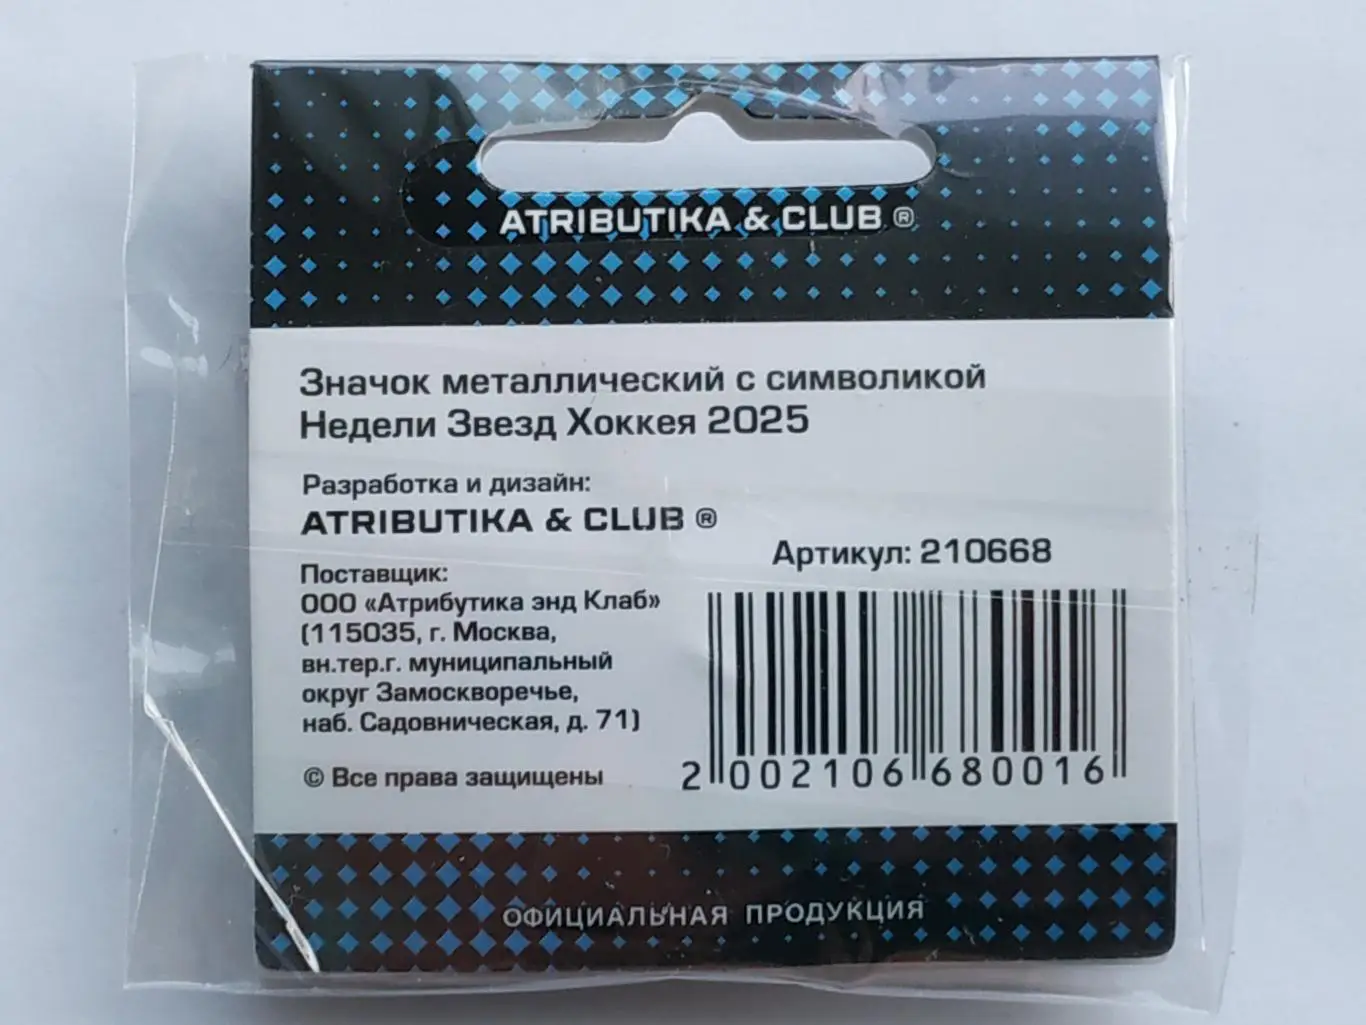 ATRIBUTIKA & CLUB ®
Значок металлический с символикой
Недели Звезд Хоккея 2025
Разработка и дизайн:
ATRIBUTIKA & CLUB ®
Артикул: 210668
Поставщик:
ООО «Атрибутика энд Клаб»
(115035, г. Москва,
вн.тер.г. муниципальный
округ Замоскворечье,
наб. Садовническая, д. 71)
© Все права защищены
2 002106 680016
ОФИЦИАЛЬНАЯ ПРОДУКЦИЯ